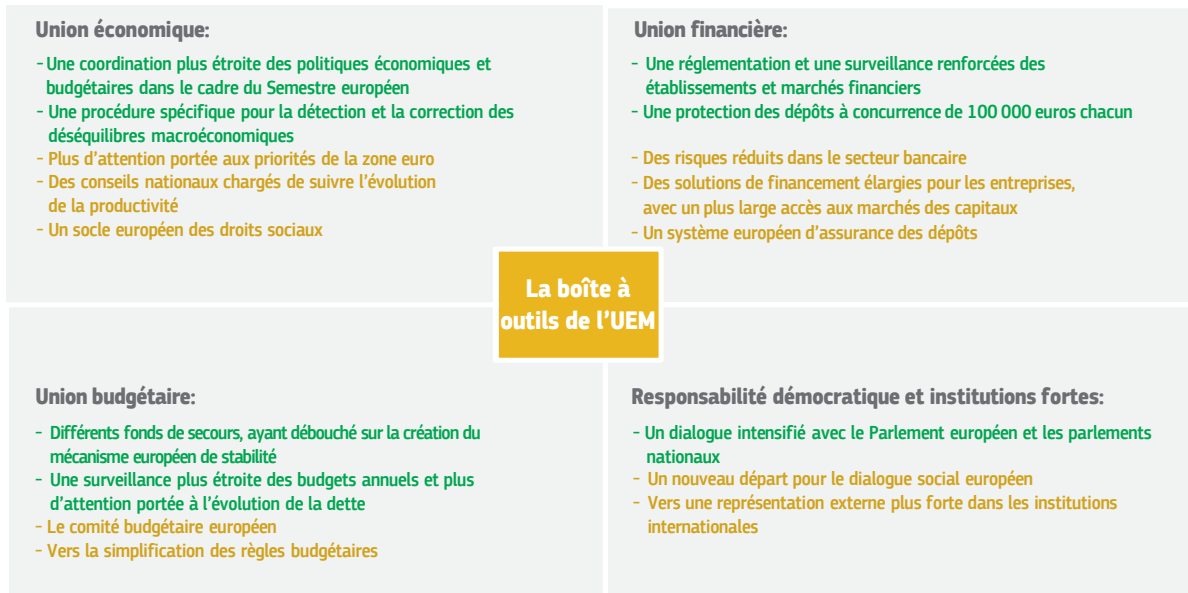 Union économique:
- Une coordination plus étroite des politiques économiques et
budgétaires dans le cadre du Semestre européen
- Une procédure spécifique pour la détection et la correction des
déséquilibres macroéconomiques
- Plus d’attention portée aux priorités de la zone euro
- Des conseils nationaux chargés de suivre l’évolution
de la productivité
- Un socle européen des droits sociaux
Union financière:
- Une réglementation et une surveillance renforcées des
établissements et marchés financiers
- Une protection des dépôts à concurrence de 100 000 euros chacun
- Des risques réduits dans le secteur bancaire
- Des solutions de financement élargies pour les entreprises,
avec un plus large accès aux marchés des capitaux
- Un système européen d’assurance des dépôts
La boîte à
outils de l’UEM
Union budgétaire:
- Différents fonds de secours, ayant débouché sur la création du
mécanisme européen de stabilité
- Une surveillance plus étroite des budgets annuels et plus
d’attention portée à l’évolution de la dette
- Le comité budgétaire européen
- Vers la simplification des règles budgétaires
Responsabilité démocratique et institutions fortes:
- Un dialogue intensifié avec le Parlement européen et les parlements
nationaux
- Un nouveau départ pour le dialogue social européen
- Vers une représentation externe plus forte dans les institutions
internationales